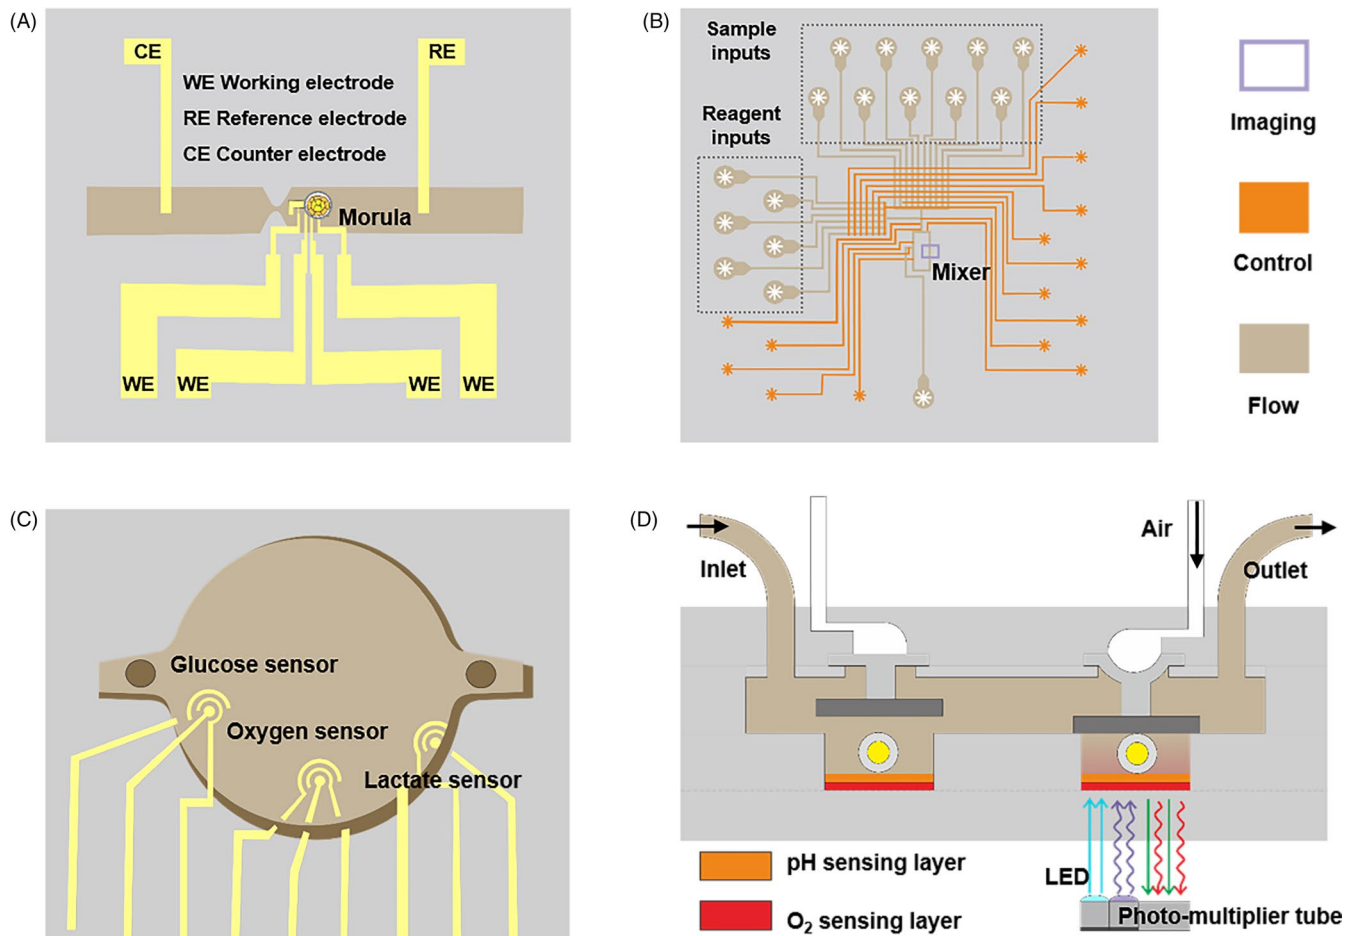 (A)
CE
RE
WE Working electrode
RE Reference electrode
CE Counter electrode
Morula
WE
WE
WE
WE
(B)
Sample
inputs
Reagent
inputs
Mixer
Imaging
Control
Flow
(C)
Glucose sensor
Oxygen sensor
Lactate sensor
(D)
Inlet
Air
Outlet
pH sensing layer
O₂ sensing layer
LED
Photo-multiplier tube